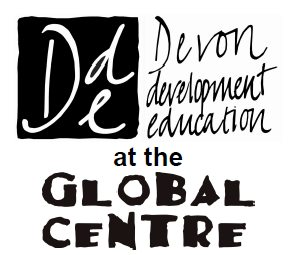 Dde
Devon
development
education
at the
GLOBAL
CeNTRe